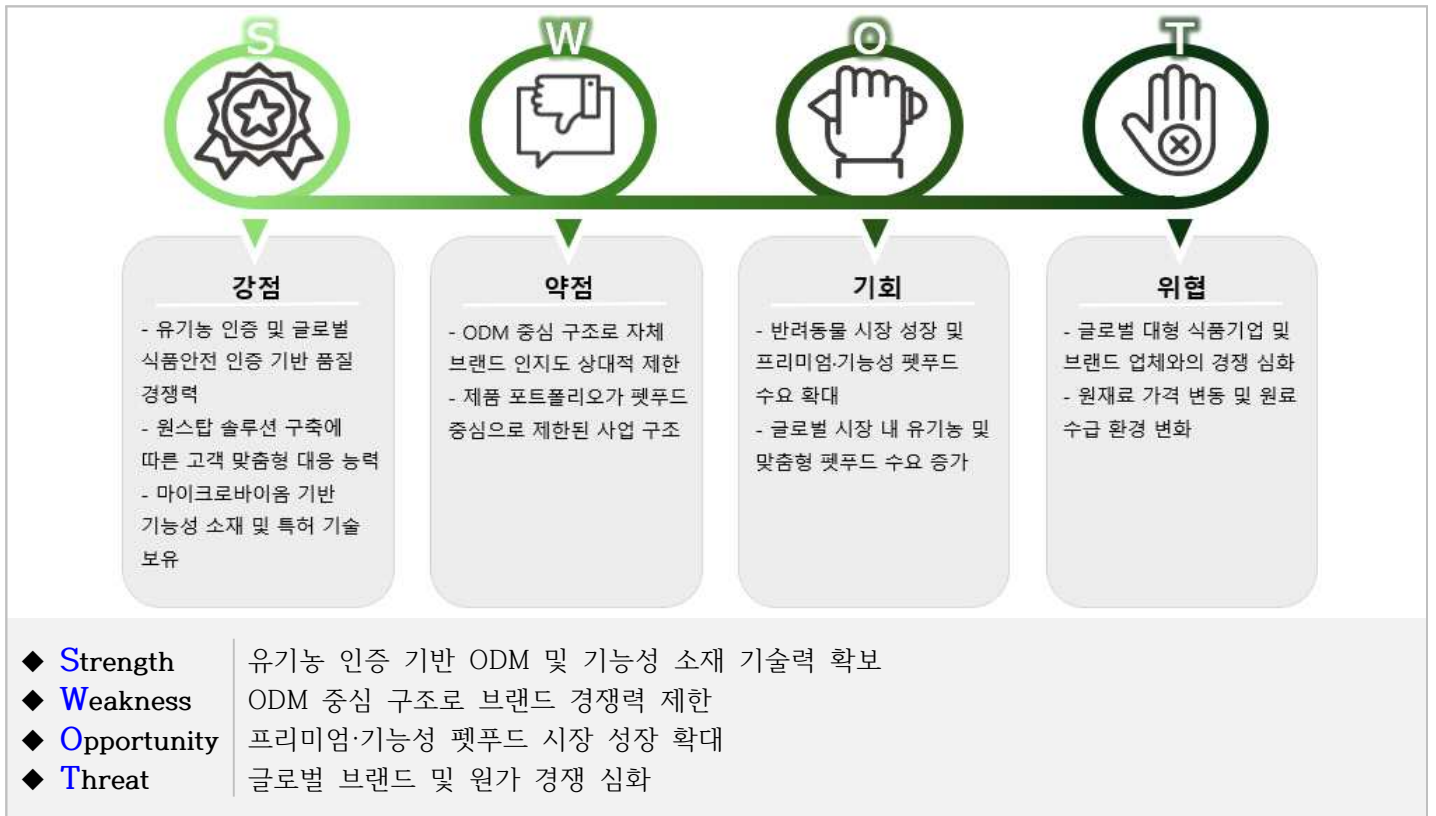 S W O T
강점
- 유기농 인증 및 글로벌
식품안전 인증 기반 품질
경쟁력
- 원스탑 솔루션 구축에
따른 고객 맞춤형 대응 능력
- 마이크로바이옴 기반
기능성 소재 및 특허 기술
보유
약점
- ODM 중심 구조로 자체
브랜드 인지도 상대적 제한
- 제품 포트폴리오가 펫푸드
중심으로 제한된 사업 구조
기회
- 반려동물 시장 성장 및
프리미엄·기능성 펫푸드
수요 확대
- 글로벌 시장 내 유기농 및
맞춤형 펫푸드 수요 증가
위협
- 글로벌 대형 식품기업 및
브랜드 업체와의 경쟁 심화
- 원재료 가격 변동 및 원료
수급 환경 변화
◆ Strength 유기농 인증 기반 ODM 및 기능성 소재 기술력 확보
◆ Weakness ODM 중심 구조로 브랜드 경쟁력 제한
◆ Opportunity 프리미엄·기능성 펫푸드 시장 성장 확대
◆ Threat 글로벌 브랜드 및 원가 경쟁 심화